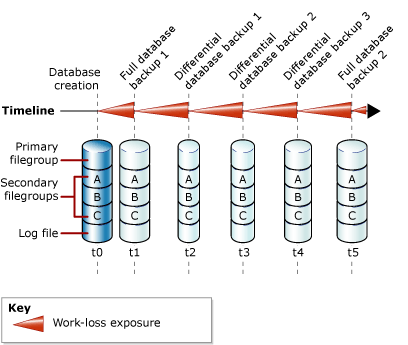 Database
creation
Full database
backup 1
Differential
database backup 1
Differential
database backup 2
Differential
database backup 3
Full database
backup 2
Timeline
Primary
filegroup
Secondary
filegroups
Log file
A A A A A A
B B B B B B
C C C C C C
t0 t1 t2 t3 t4 t5
Key
Work-loss exposure